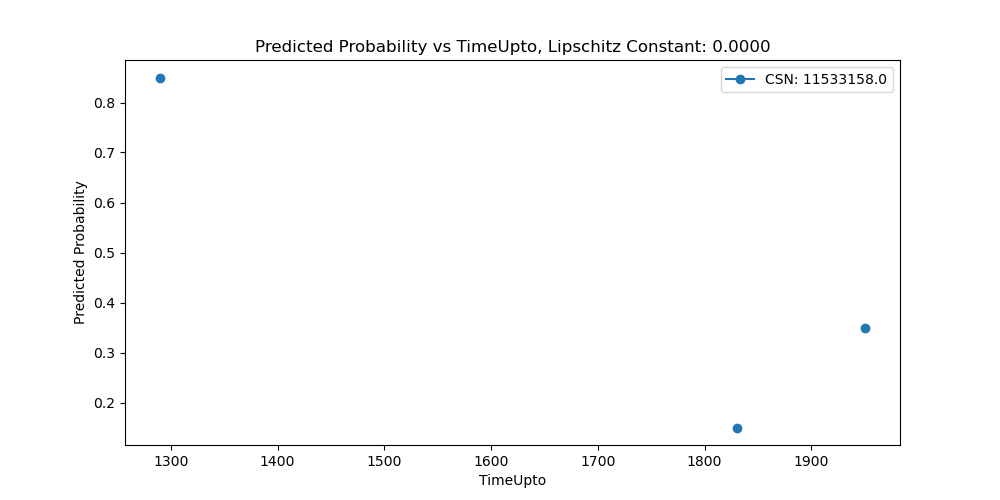 Predicted Probability vs TimeUpto, Lipschitz Constant: 0.0000
CSN: 11533158.0
Predicted Probability
0.8
0.7
0.6
0.5
0.4
0.3
0.2
1300 1400 1500 1600 1700 1800 1900
TimeUpto